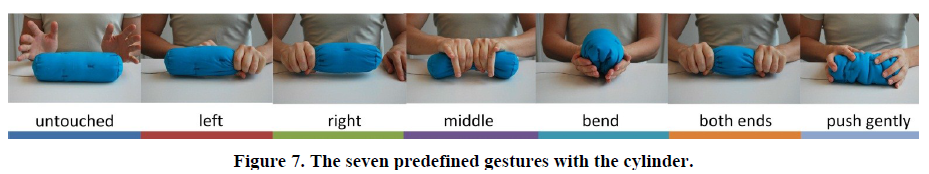 untouched left right middle bend both ends push gently
Figure 7. The seven predefined gestures with the cylinder.